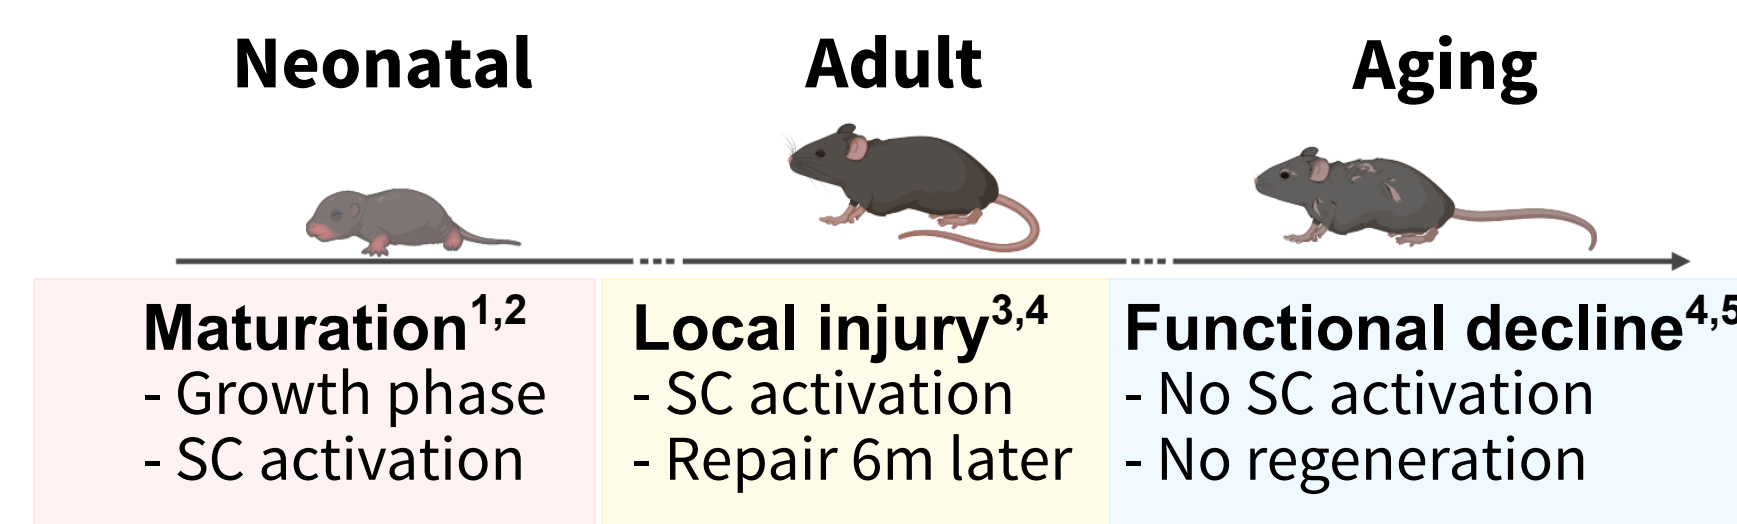 Neonatal
Adult
Aging
Maturation1,2
- Growth phase
- SC activation
Local injury3,4
- SC activation
- Repair 6m later
Functional decline4,5
- No SC activation
- No regeneration